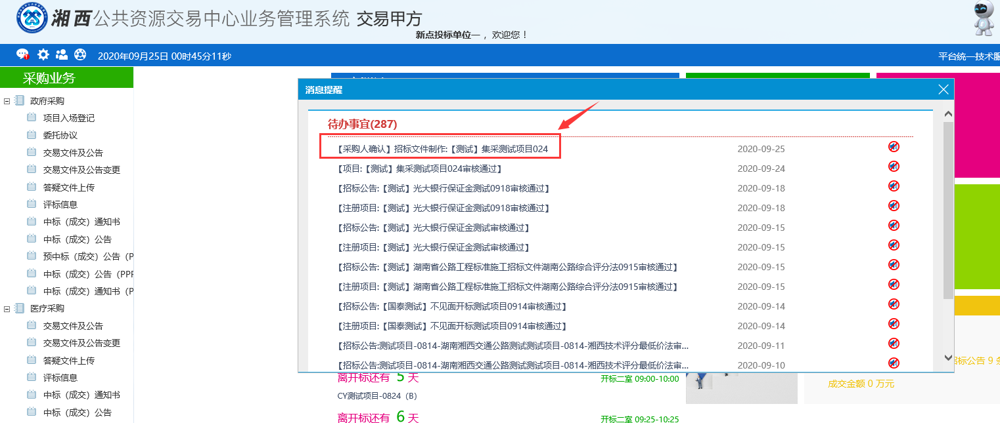 湘西公共资源交易中心业务管理系统 交易甲方
新点投标单位一 ，欢迎您！
2020年09月25日 00时45分11秒
平台统一技术服
采购业务
政府采购
项目入场登记
委托协议
交易文件及公告
交易文件及公告变更
答疑文件上传
评标信息
中标（成交）通知书
中标（成交）公告
预中标（成交）公告（P
中标（成交）公告（PPP
中标（成交）通知书（P
医疗采购
交易文件及公告
交易文件及公告变更
答疑文件上传
评标信息
中标（成交）通知书
中标（成交）公告
消息提醒
待办事宜(287)
【采购人确认】招标文件制作:【测试】集采测试项目024 2020-09-25
【项目:【测试】集采测试项目024审核通过】 2020-09-24
【招标公告:【测试】光大银行保证金测试0918审核通过】 2020-09-18
【注册项目:【测试】光大银行保证金测试0918审核通过】 2020-09-18
【招标公告:【测试】光大银行保证金测试审核通过】 2020-09-15
【注册项目:【测试】光大银行保证金测试审核通过】 2020-09-15
【招标公告:【测试】湖南省公路工程标准施工招标文件湖南公路综合评分法0915审核通过】 2020-09-15
【注册项目:【测试】湖南省公路工程标准施工招标文件湖南公路综合评分法0915审核通过】 2020-09-15
【招标公告:【国泰测试】不见面开标测试项目0914审核通过】 2020-09-14
【注册项目:【国泰测试】不见面开标测试项目0914审核通过】 2020-09-14
【招标公告:测试项目-0814-湖南湘西交通公路测试测试项目-0814-湘西技术评分最低价法审... 2020-09-11
【招标公告:测试项目-0814-湖南湘西交通公路测试测试项目-0814-湘西技术评分最低价法审... 2020-09-10
离开标还有 5 天 开标二室 09:00-10:00
CY测试项目-0824（B）
离开标还有 6 天 开标二室 09:25-10:25
招标公告 9 条
成交金额 0 万元